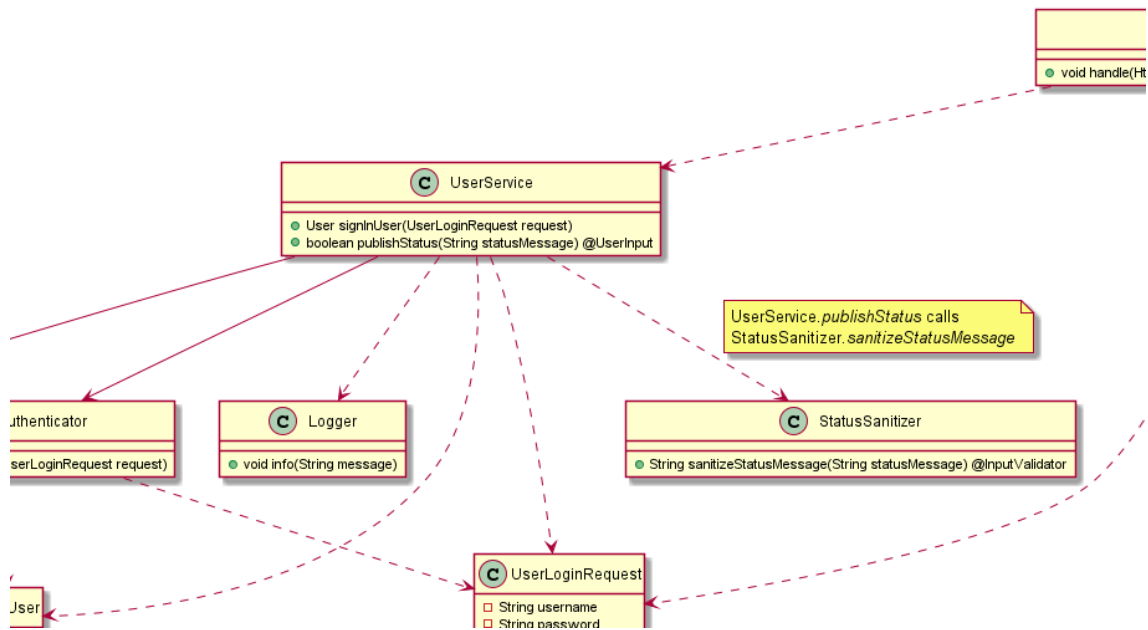 void handle(
C UserService
User signInUser(UserLoginRequest request)
boolean publishStatus(String statusMessage) @UserInput
UserService.publishStatus calls
StatusSanitizer.sanitizeStatusMessage
uthenticator
serLoginRequest request)
C Logger
void info(String message)
C StatusSanitizer
String sanitizeStatusMessage(String statusMessage) @InputValidator
User
C UserLoginRequest
String username
String password